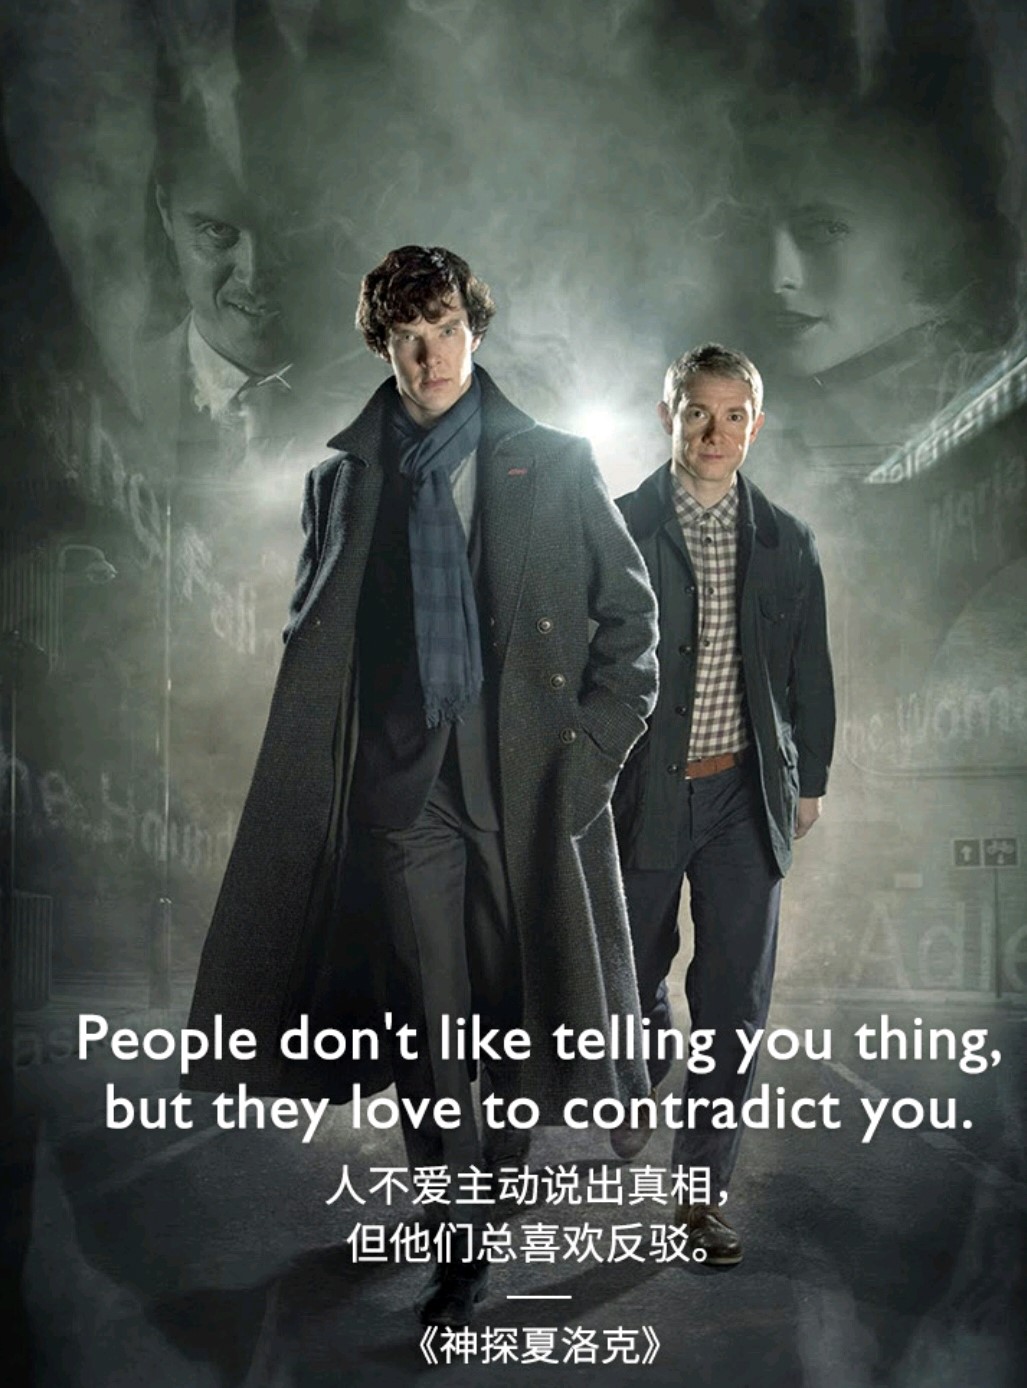 People don't like telling you thing,
but they love to contradict you.
人不爱主动说出真相，
但他们总喜欢反驳。
《神探夏洛克》